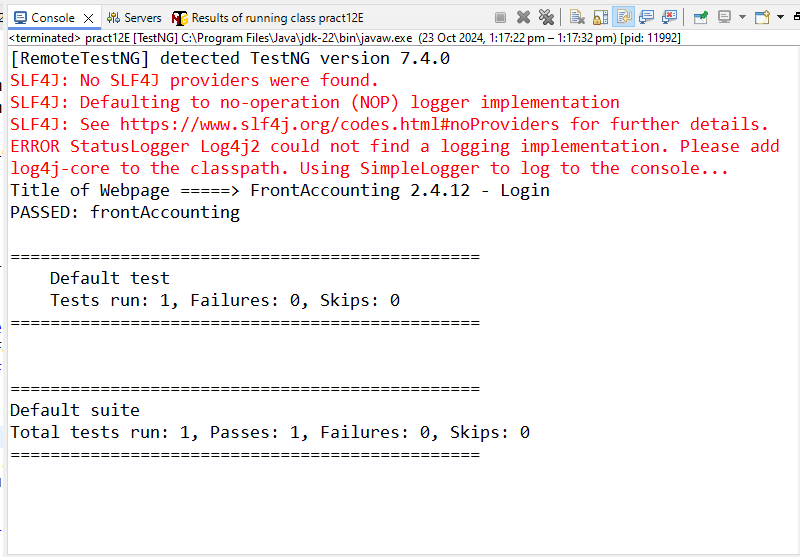 Console
Servers
Results of running class pract12E
<terminated> pract12E [TestNG] C:\Program Files\Java\jdk-22\bin\javaw.exe (23 Oct 2024, 1:17:22 pm – 1:17:32 pm) [pid: 11992]
[RemoteTestNG] detected TestNG version 7.4.0
SLF4J: No SLF4J providers were found.
SLF4J: Defaulting to no-operation (NOP) logger implementation
SLF4J: See https://www.slf4j.org/codes.html#noProviders for further details.
ERROR StatusLogger Log4j2 could not find a logging implementation. Please add
log4j-core to the classpath. Using SimpleLogger to log to the console...
Title of Webpage =====> FrontAccounting 2.4.12 - Login
PASSED: frontAccounting
===============================================
Default test
Tests run: 1, Failures: 0, Skips: 0
===============================================
===============================================
Default suite
Total tests run: 1, Passes: 1, Failures: 0, Skips: 0
===============================================